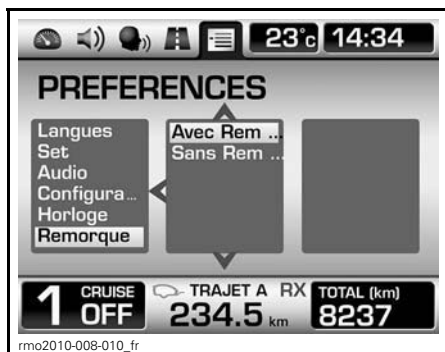 23°c 14:34
PREFERENCES
Langues
Set
Audio
Configura...
Horloge
Remorque
Avec Rem ...
Sans Rem ...
1 CRUISE OFF
TRAJET A RX
234.5 km
TOTAL (km)
8237
rmo2010-008-010_fr